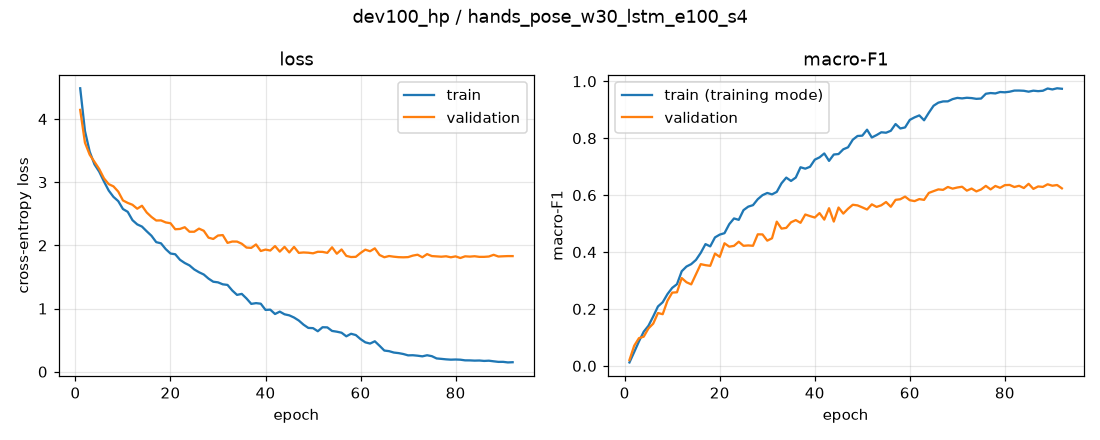 dev100_hp / hands_pose_w30_lstm_e100_s4
loss
cross-entropy loss
4
3
2
1
0
train
validation
0 20 40 60 80
epoch
macro-F1
macro-F1
1.0
0.8
0.6
0.4
0.2
0.0
train (training mode)
validation
0 20 40 60 80
epoch